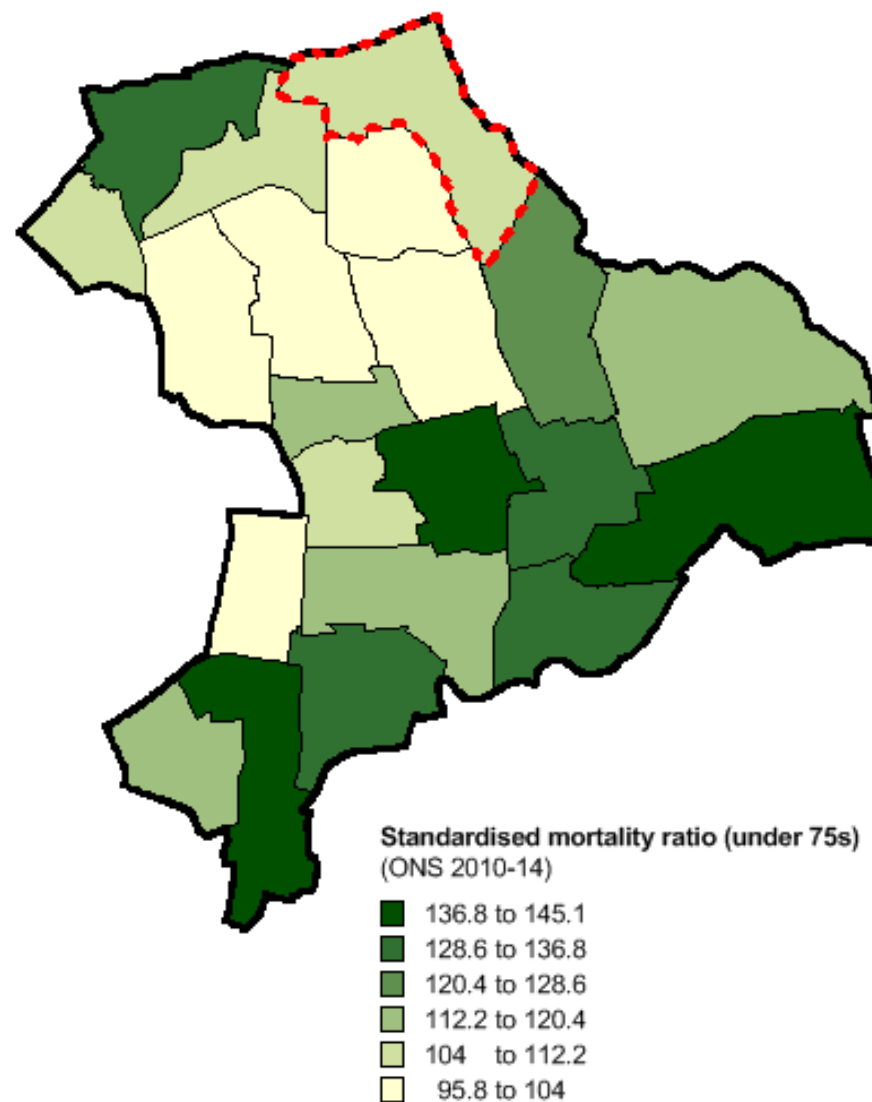 Standardised mortality ratio (under 75s)
(ONS 2010-14)
136.8 to 145.1
128.6 to 136.8
120.4 to 128.6
112.2 to 120.4
104 to 112.2
95.8 to 104